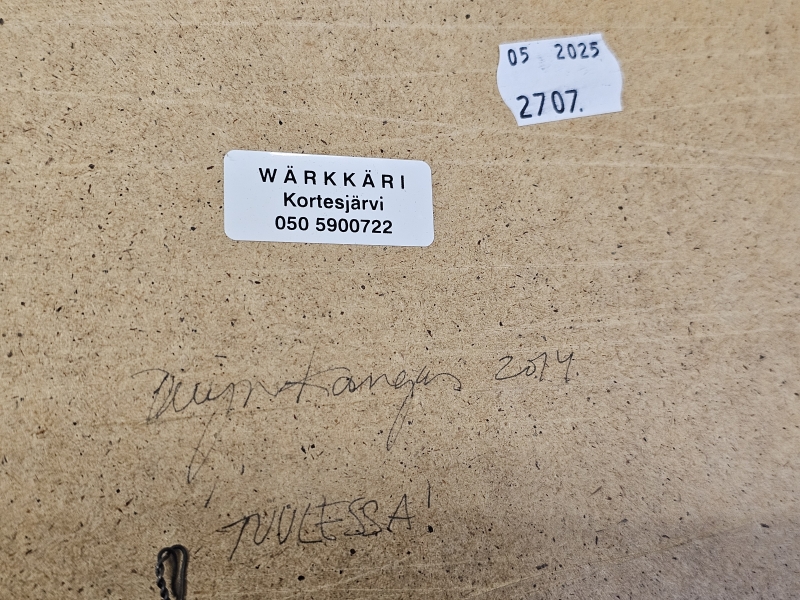 05 2025
2707.
WÄRKKÄRI
Kortesjärvi
050 5900722
2014
TUULESSA!